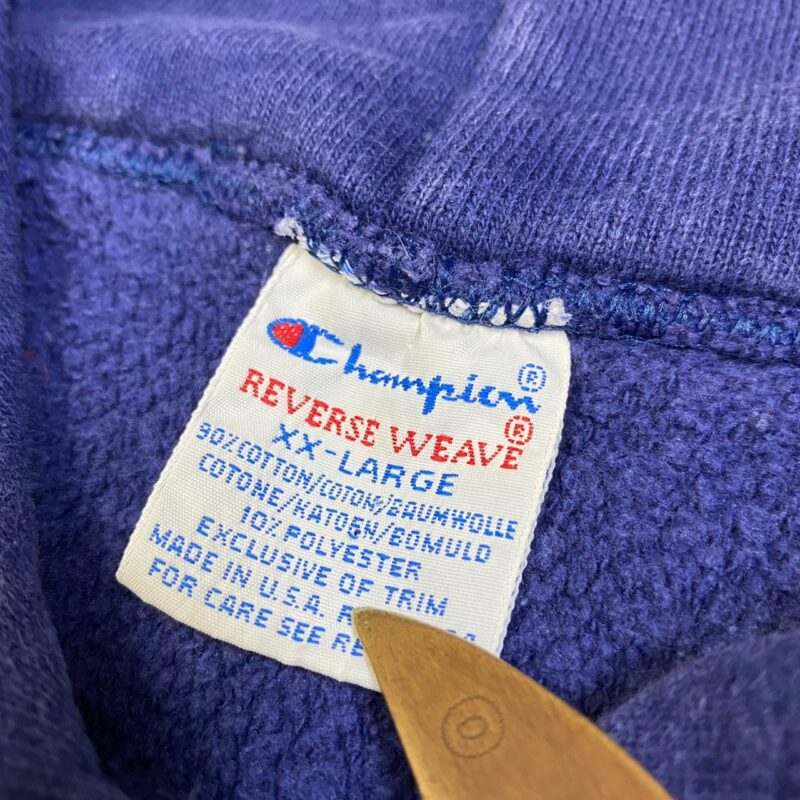 Champion®
REVERSE WEAVE®
XX-LARGE
90% COTTON/COTON/BAUMWOLLE
COTONE/KATOEN/BOMULD
10% POLYESTER
EXCLUSIVE OF TRIM
MADE IN U.S.A.
FOR CARE SEE